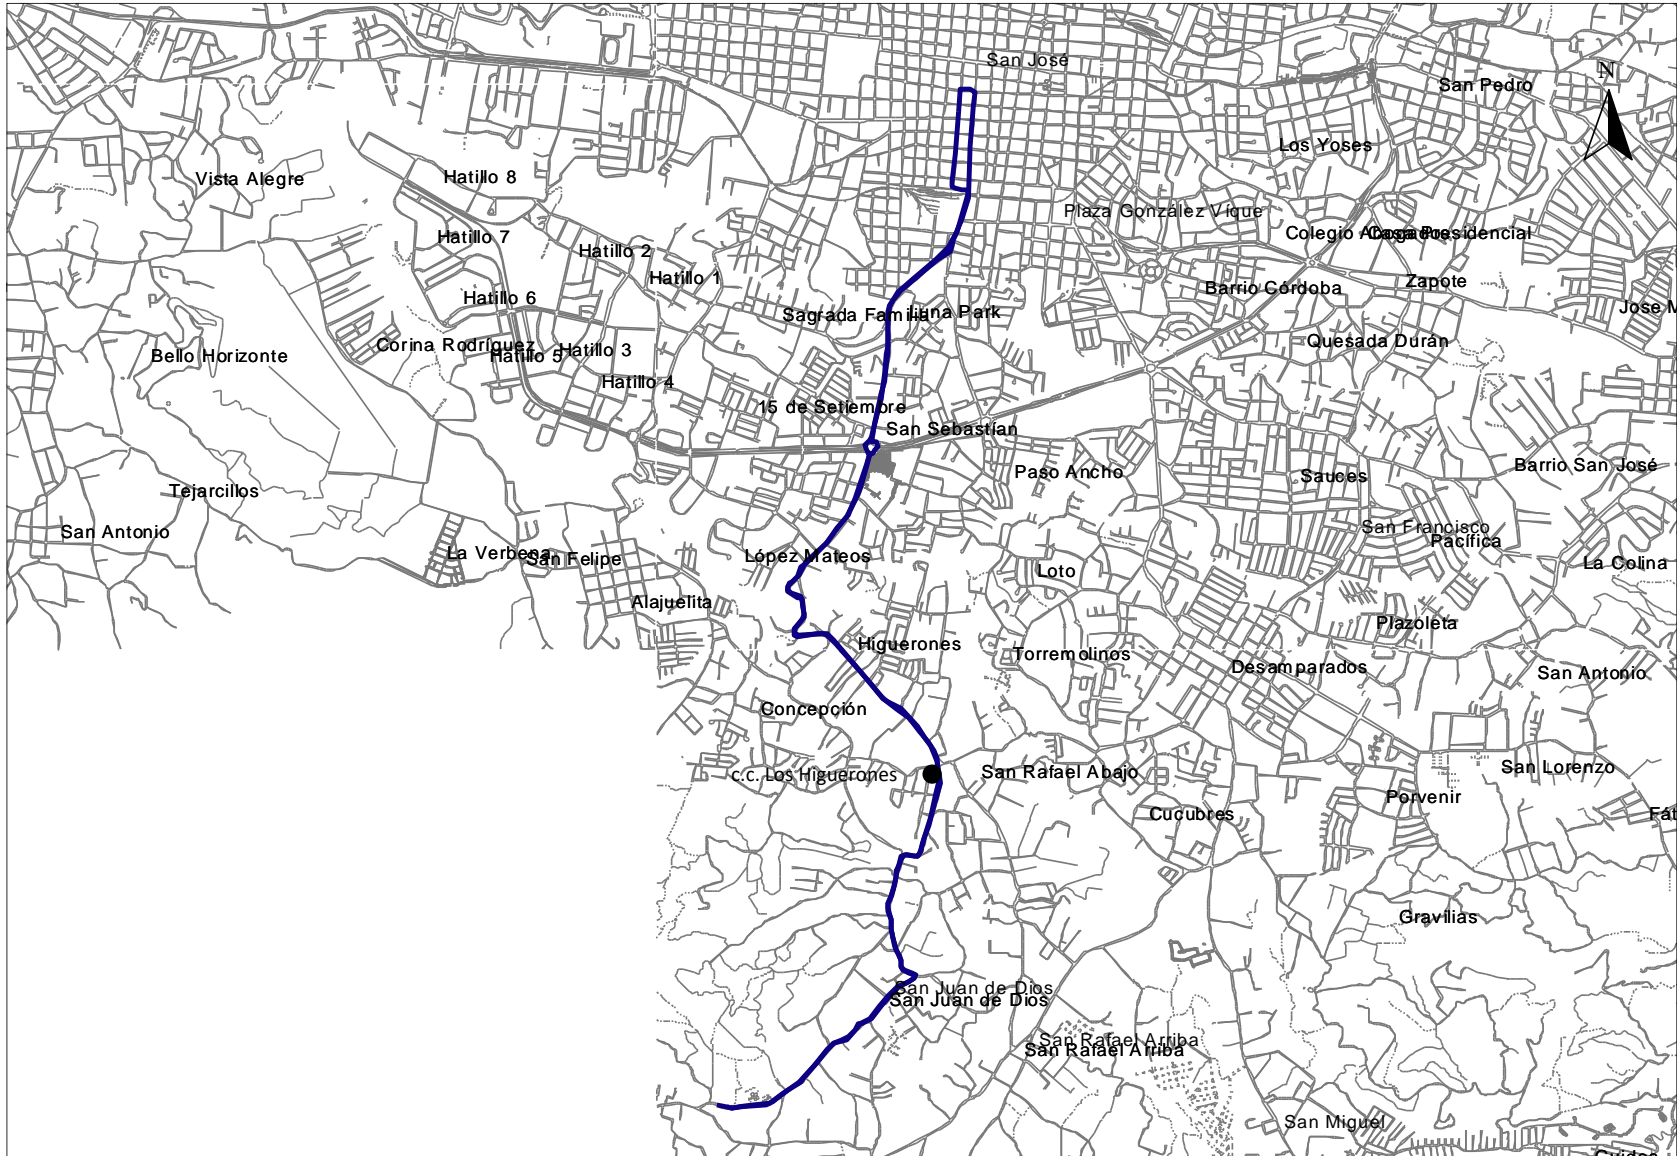 San José
N
San Pedro
Los Yoses
Hatillo 8
Vista Alegre
Plaza González Víque
Hatillo 7
Colegio Abogados
Casa Presidencial
Hatillo 2
Hatillo 1
Zapote
Barrio Córdoba
Hatillo 6
Jose M
Sagrada Familia
Luna Park
Quesada Durán
Corina Rodríguez
Hatillo 5
Hatillo 3
Bello Horizonte
Hatillo 4
15 de Setiembre
San Sebastían
Barrio San José
Paso Ancho
Sauces
Tejarcillos
San Francisco
San Antonio
Pacífica
La Verbena
San Felipe
López Mateos
La Colina
Loto
Alajuelita
Plazoleta
Higuerones
Torremolinos
Desamparados
San Antonio
Concepción
San Lorenzo
c.c. Los Higuerones
San Rafael Abajo
Porvenir
Cucubres
Fát
Gravilias
San Juan de Dios
San Juan de Dios
San Rafael Arriba
San Rafael Arriba
San Miguel